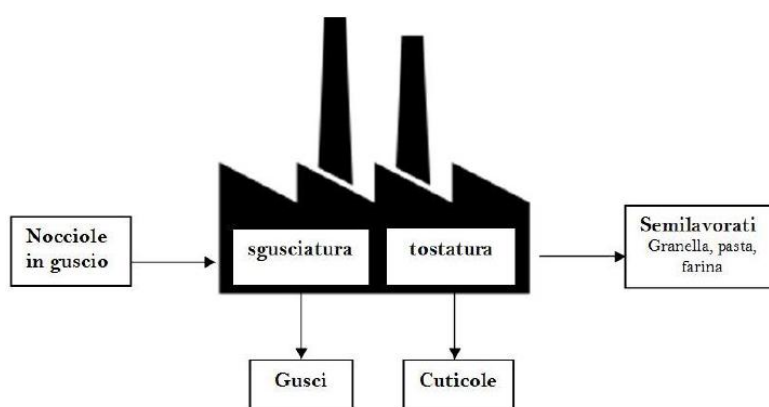 Nocciole
in guscio
sgusciatura
tostatura
Semilavorati
Granella, pasta,
farina
Gusci
Cuticole